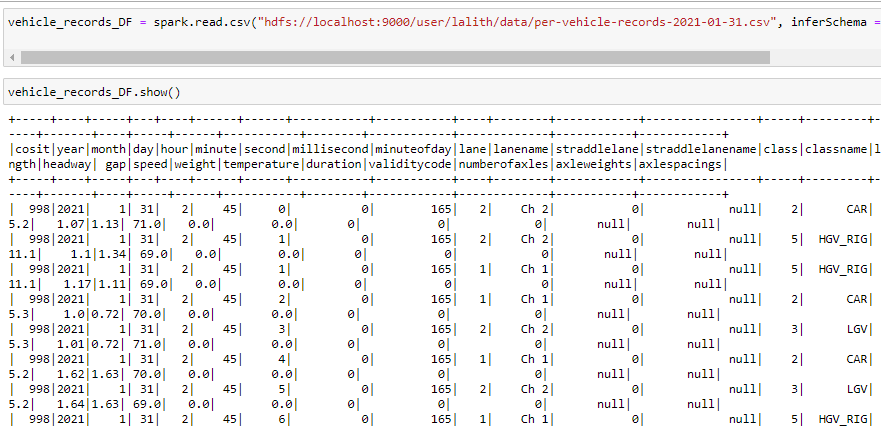 vehicle_records_DF = spark.read.csv("hdfs://localhost:9000/user/lalith/data/per-vehicle-records-2021-01-31.csv", inferSchema =
vehicle_records_DF.show()
+-----+----+-----+---+----+------+------+-----------+-----------+----+--------+------------+----------------+-----+---------+--
----+-------+----+-----+------+-----------+--------+------------+-------------+-----------+------------+
|cosit|year|month|day|hour|minute|second|millisecond|minuteofday|lane|lanename|straddlelane|straddlelanename|class|classname|l
ngth|headway| gap|speed|weight|temperature|duration|validitycode|numberofaxles|axleweights|axlespacings|
+-----+----+-----+---+----+------+------+-----------+-----------+----+--------+------------+----------------+-----+---------+--
----+-------+----+-----+------+-----------+--------+------------+-------------+-----------+------------+
| 998|2021| 1| 31| 2| 45| 0| 0| 165| 2| Ch 2| 0| null| 2| CAR|
5.2| 1.07|1.13| 71.0| 0.0| 0.0| 0| 0| 0| null| null|
| 998|2021| 1| 31| 2| 45| 1| 0| 165| 2| Ch 2| 0| null| 5| HGV_RIG|
11.1| 1.1|1.34| 69.0| 0.0| 0.0| 0| 0| 0| null| null|
| 998|2021| 1| 31| 2| 45| 1| 0| 165| 1| Ch 1| 0| null| 5| HGV_RIG|
11.1| 1.17|1.11| 69.0| 0.0| 0.0| 0| 0| 0| null| null|
| 998|2021| 1| 31| 2| 45| 2| 0| 165| 1| Ch 1| 0| null| 2| CAR|
5.3| 1.0|0.72| 70.0| 0.0| 0.0| 0| 0| 0| null| null|
| 998|2021| 1| 31| 2| 45| 3| 0| 165| 2| Ch 2| 0| null| 3| LGV|
5.3| 1.01|0.72| 71.0| 0.0| 0.0| 0| 0| 0| null| null|
| 998|2021| 1| 31| 2| 45| 4| 0| 165| 1| Ch 1| 0| null| 2| CAR|
5.2| 1.62|1.63| 70.0| 0.0| 0.0| 0| 0| 0| null| null|
| 998|2021| 1| 31| 2| 45| 5| 0| 165| 2| Ch 2| 0| null| 3| LGV|
5.2| 1.64|1.63| 69.0| 0.0| 0.0| 0| 0| 0| null| null|
| 998|2021| 1| 31| 2| 45| 6| 0| 165| 1| Ch 1| 0| null| 5| HGV_RIG|